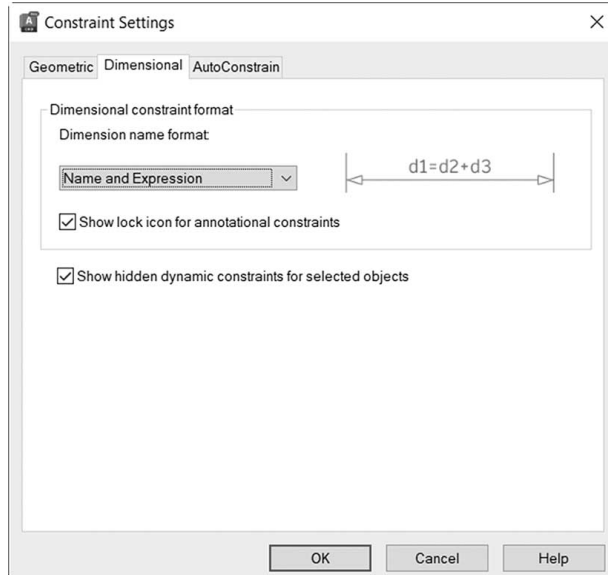 Constraint Settings
Geometric Dimensional AutoConstrain
Dimensional constraint format
Dimension name format:
Name and Expression
d1=d2+d3
Show lock icon for annotational constraints
Show hidden dynamic constraints for selected objects
OK Cancel Help